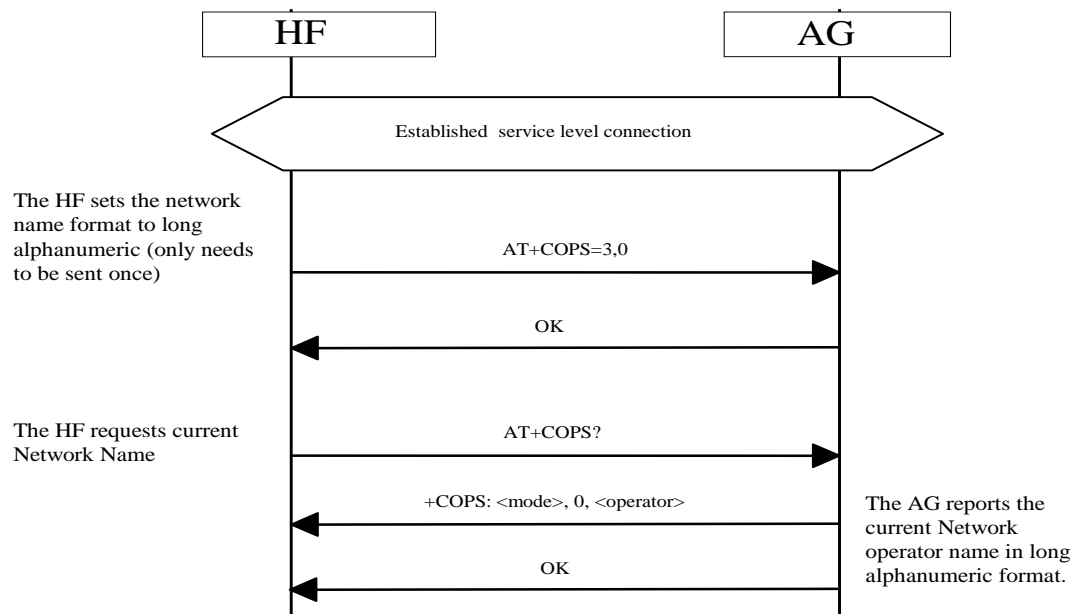 HF
AG
Established service level connection
The HF sets the network
name format to long
alphanumeric (only needs
to be sent once)
AT+COPS=3,0
OK
The HF requests current
Network Name
AT+COPS?
+COPS: <mode>, 0, <operator>
The AG reports the
current Network
operator name in long
alphanumeric format.
OK